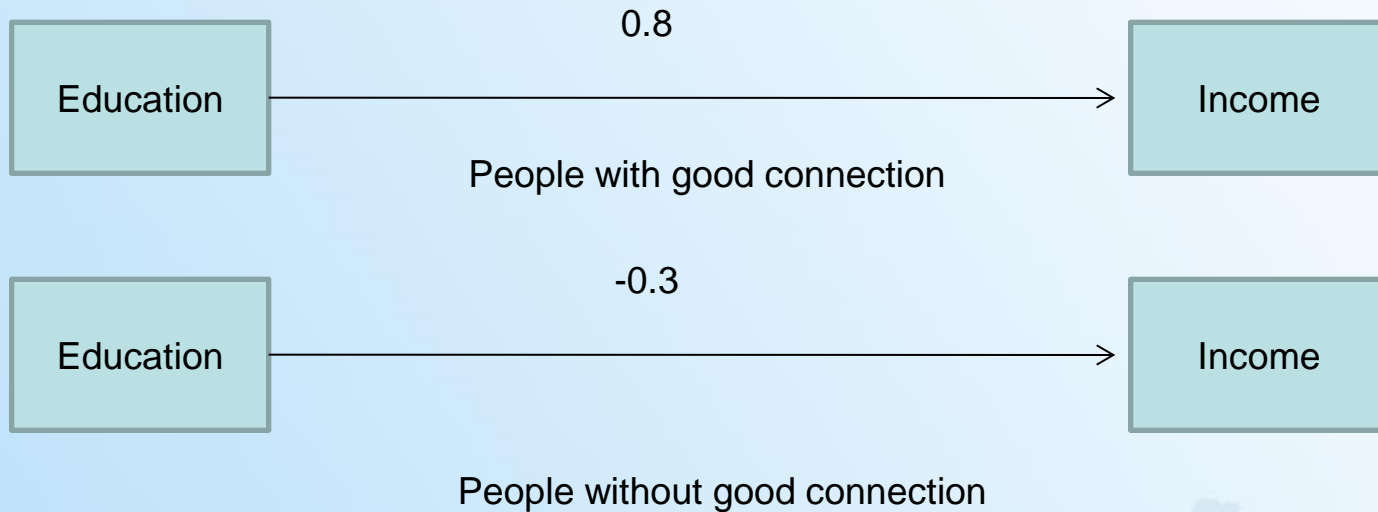 0.8
Education
Income
People with good connection
-0.3
Education
Income
People without good connection